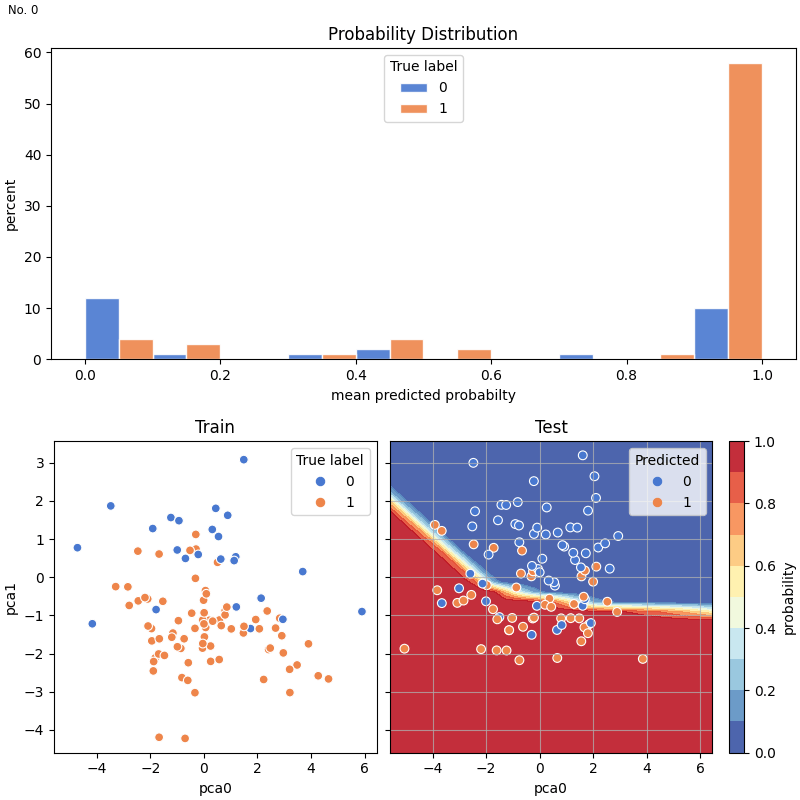 No. 0
Probability Distribution
60
50
40
30
20
10
0
percent
True label
0
1
0.0 0.2 0.4 0.6 0.8 1.0
mean predicted probabilty
Train
3
2
1
0
−1
−2
−3
−4
pca1
True label
0
1
−4 −2 0 2 4 6
pca0
Test
Predicted
0
1
−4 −2 0 2 4 6
pca0
1.0
0.8
0.6
0.4
0.2
0.0
probability